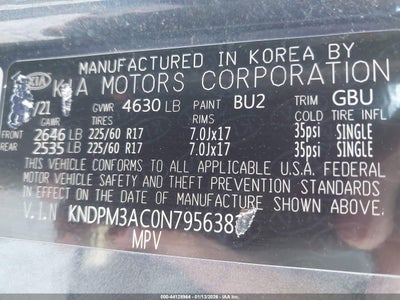 MANUFACTURED IN KOREA BY
KIA MOTORS CORPORATION
/21 GVWR 4630 LB PAINT BU2 TRIM GBU
GAWR TIRES RIMS COLD TIRE INFL
FRONT 2646 LB 225/60 R17 7.0Jx17 35psi SINGLE
REAR 2535 LB 225/60 R17 7.0Jx17 35psi SINGLE
THIS VEHICLE CONFORMS TO ALL APPLICABLE U.S.A. FEDERAL
MOTOR VEHICLE SAFETY AND THEFT PREVENTION STANDARDS
IN EFFECT ON THE DATE OF MANUFACTURE SHOWN ABOVE.
V.I.N KNDPM3AC0N795638
MPV
000-44128964 - 01/13/2026 - IAA